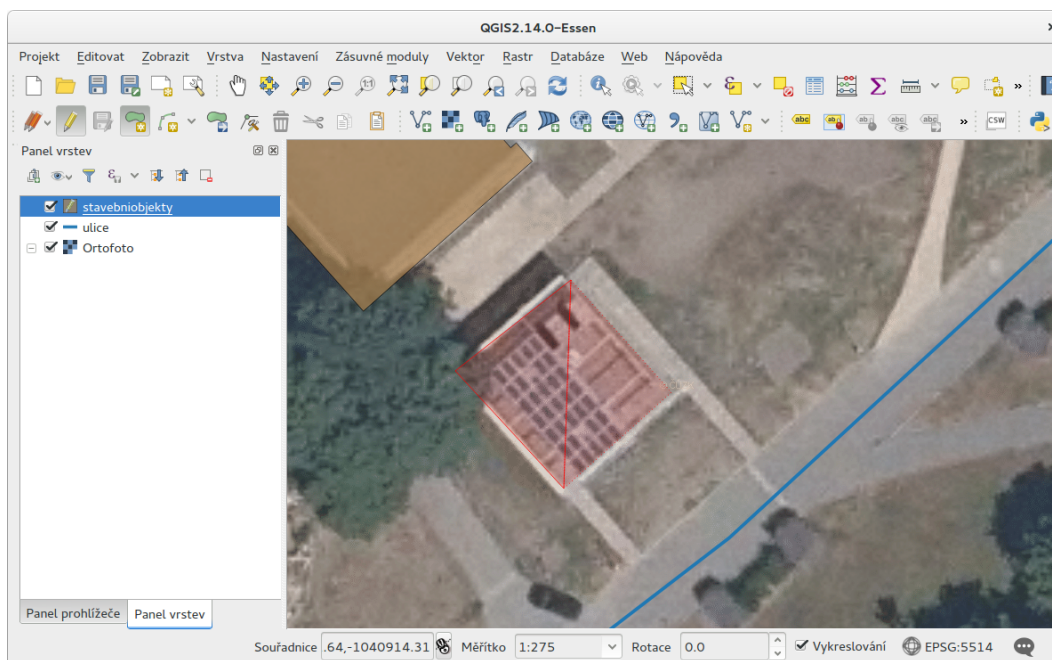 QGIS2.14.0-Essen
Projekt Editovat Zobrazit Vrstva Nastavení Zásuvné moduly Vektor Rastr Databáze Web Nápověda
Panel vrstev
stavebniobjekty
ulice
Ortofoto
Panel prohlížeče Panel vrstev
Souřadnice .64,-1040914.31 Měřítko 1:275 Rotace 0.0 Vykreslování EPSG:5514